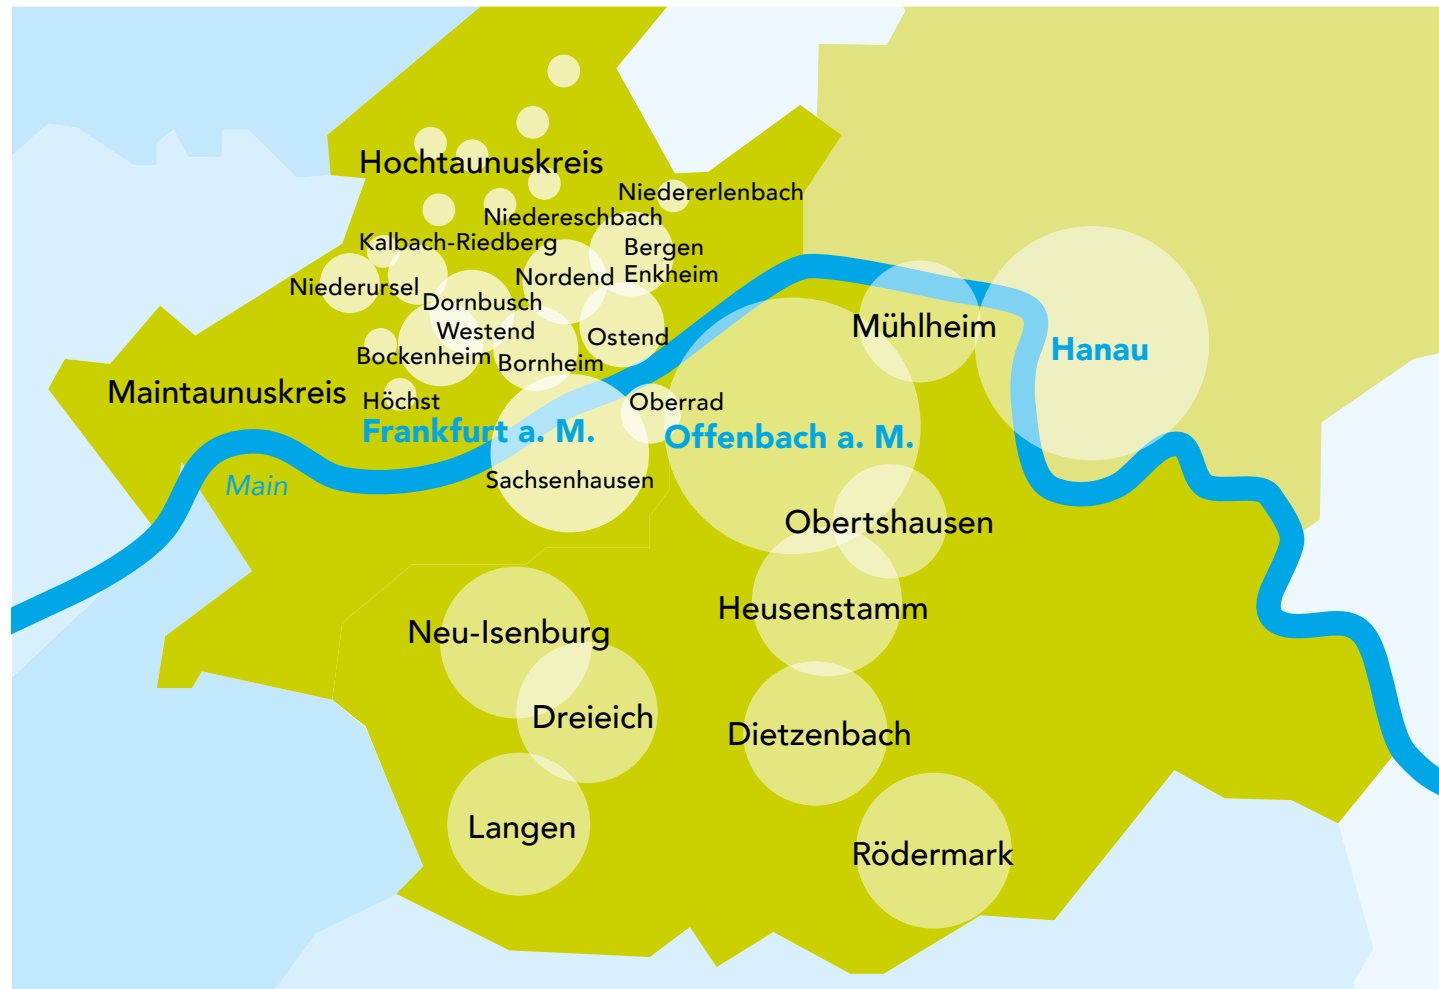 Hochtaunuskreis
Niedererlenbach
Niedereschbach
Kalbach-Riedberg
Bergen
Enkheim
Nordend
Niederursel
Dornbusch
Westend
Ostend
Bockenheim
Bornheim
Mühlheim
Hanau
Maintaunuskreis
Höchst
Oberrad
Frankfurt a. M.
Offenbach a. M.
Main
Sachsenhausen
Obertshausen
Heusenstamm
Neu-Isenburg
Dreieich
Dietzenbach
Langen
Rödermark